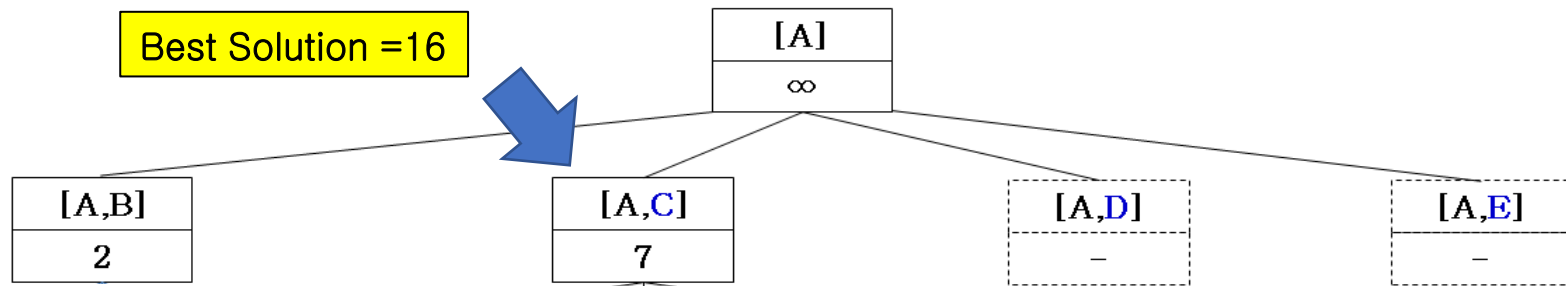 Best Solution =16
[A]
∞
[A,B]
2
[A,C]
7
[A,D]
–
[A,E]
–